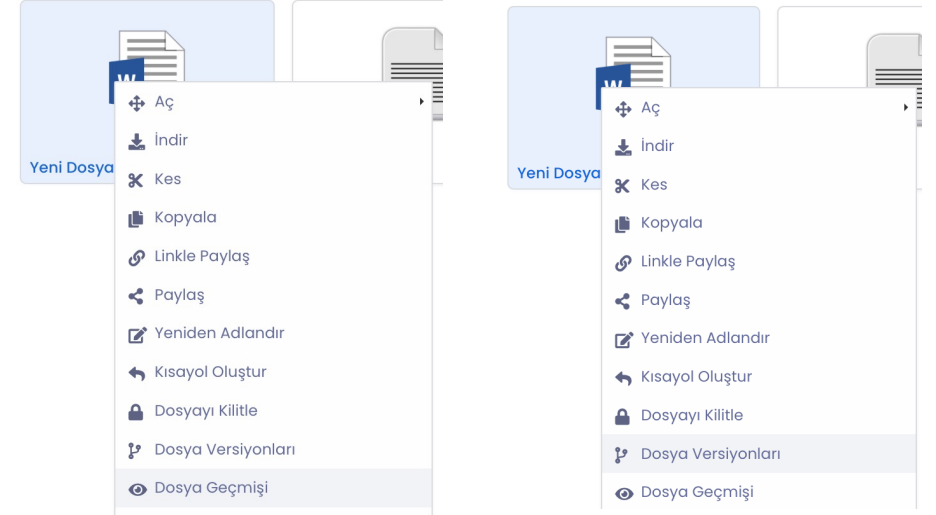 W
Yeni Dosya
Aç
İndir
Kes
Kopyala
Linkle Paylaş
Paylaş
Yeniden Adlandır
Kısayol Oluştur
Dosyayı Kilitle
Dosya Versiyonları
Dosya Geçmişi
W
Yeni Dosya
Aç
İndir
Kes
Kopyala
Linkle Paylaş
Paylaş
Yeniden Adlandır
Kısayol Oluştur
Dosyayı Kilitle
Dosya Versiyonları
Dosya Geçmişi